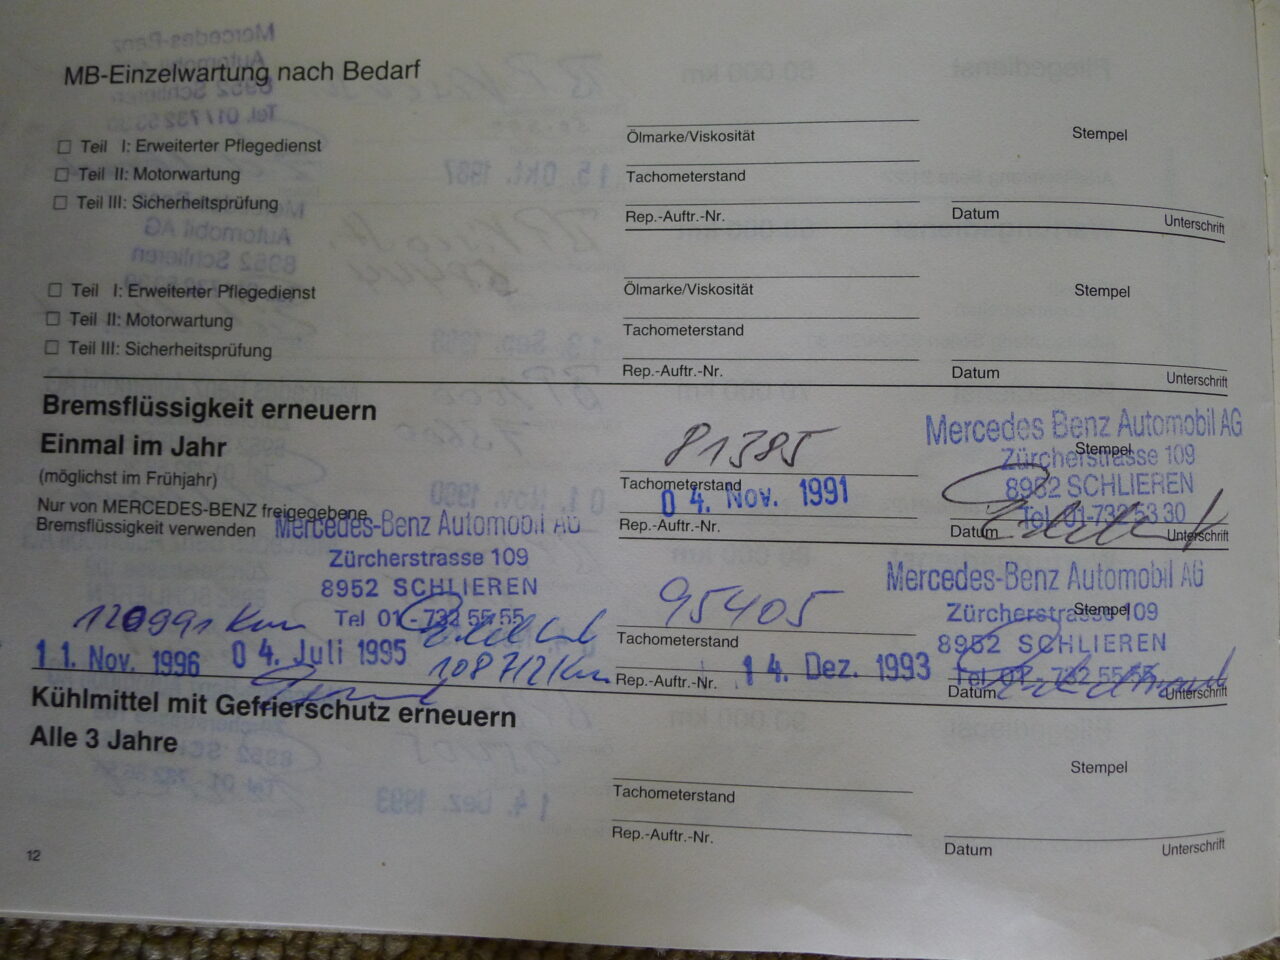 MB-Einzelwartung nach Bedarf
☐ Teil I: Erweiterter Pflegedienst
☐ Teil II: Motorwartung
☐ Teil III: Sicherheitsprüfung
Ölmarke/Viskosität
Stempel
Tachometerstand
Rep.-Auftr.-Nr.
Datum
Unterschrift
☐ Teil I: Erweiterter Pflegedienst
☐ Teil II: Motorwartung
☐ Teil III: Sicherheitsprüfung
Ölmarke/Viskosität
Stempel
Tachometerstand
Rep.-Auftr.-Nr.
Datum
Unterschrift
Bremsflüssigkeit erneuern
Einmal im Jahr
(möglichst im Frühjahr)
Nur von MERCEDES-BENZ freigegebene
Bremsflüssigkeit verwenden
81385
Tachometerstand
04. Nov. 1991
Rep.-Auftr.-Nr.
Mercedes Benz Automobil AG
Stempel
Zürcherstrasse 109
8952 SCHLIEREN
Tel 01-732 53 30
Datum
Unterschrift
Mercedes-Benz Automobil AG
Zürcherstrasse 109
8952 SCHLIEREN
Tel 01 - 732 55 55
120991 Km
11. Nov. 1996
04. Juli 1995
108712 Km
95405
Tachometerstand
Rep.-Auftr.-Nr.
14. Dez. 1993
Mercedes-Benz Automobil AG
Zürcherstrasse 109
Stempel
8952 SCHLIEREN
Tel 01 - 732 55 55
Datum
Unterschrift
Kühlmittel mit Gefrierschutz erneuern
Alle 3 Jahre
Stempel
Tachometerstand
Rep.-Auftr.-Nr.
Datum
Unterschrift
12